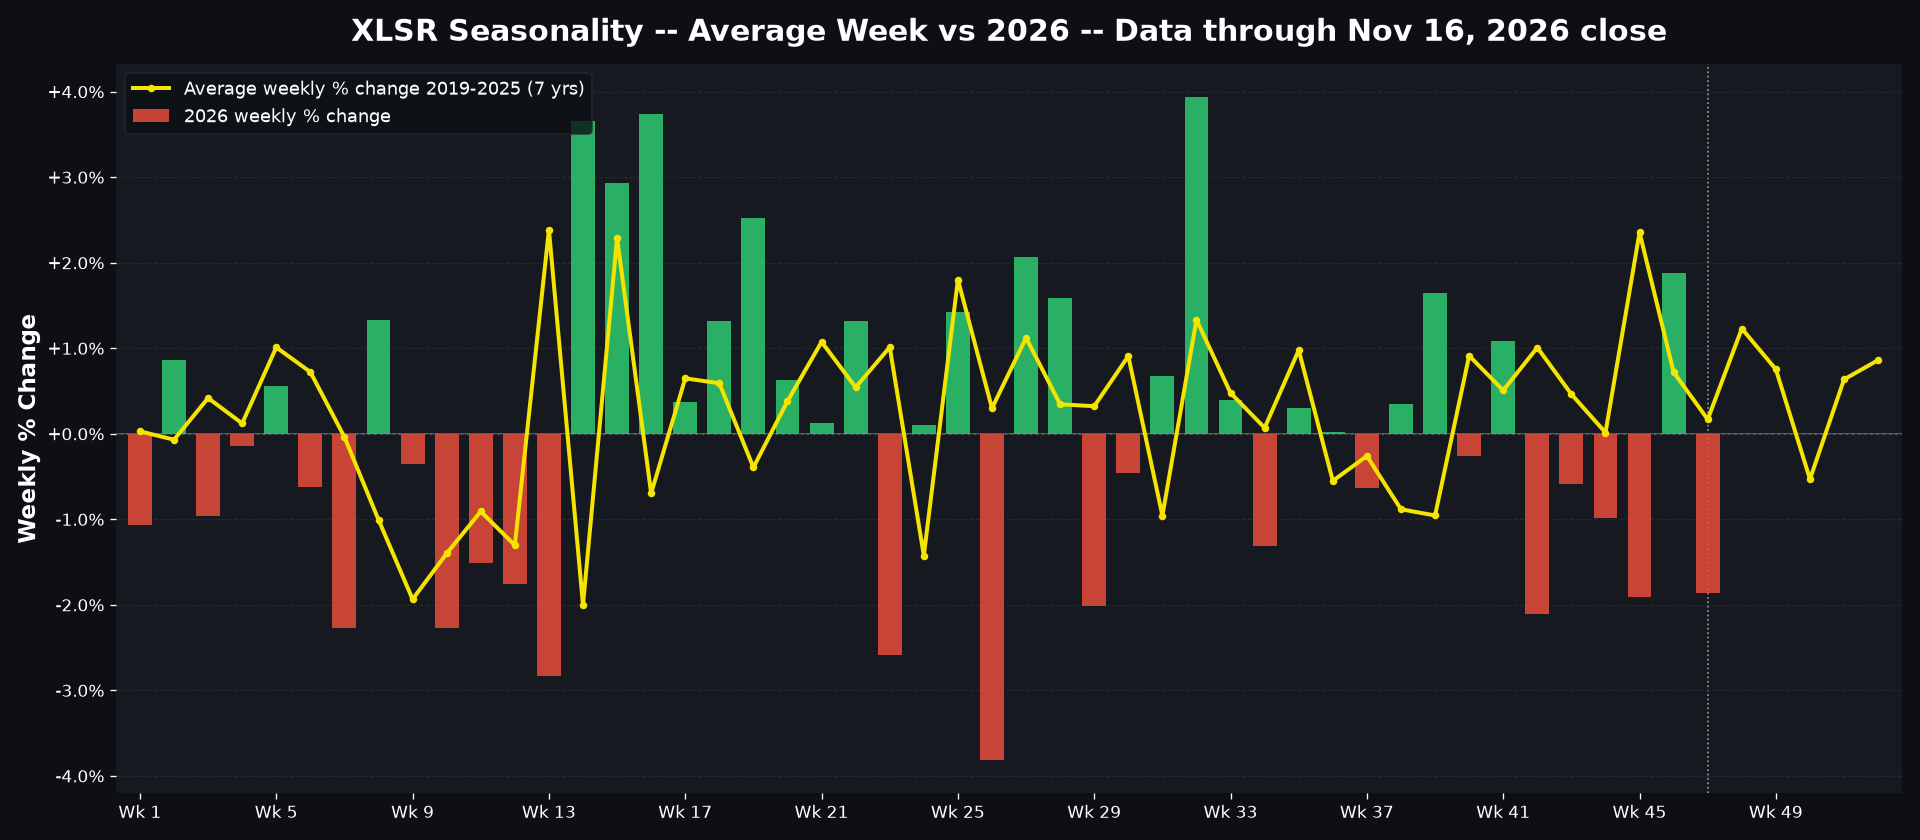 XLSR Seasonality -- Average Week vs 2026 -- Data through Nov 16, 2026 close
Average weekly % change 2019-2025 (7 yrs)
2026 weekly % change
Weekly % Change
+4.0%
+3.0%
+2.0%
+1.0%
+0.0%
-1.0%
-2.0%
-3.0%
-4.0%
Wk 1 Wk 5 Wk 9 Wk 13 Wk 17 Wk 21 Wk 25 Wk 29 Wk 33 Wk 37 Wk 41 Wk 45 Wk 49